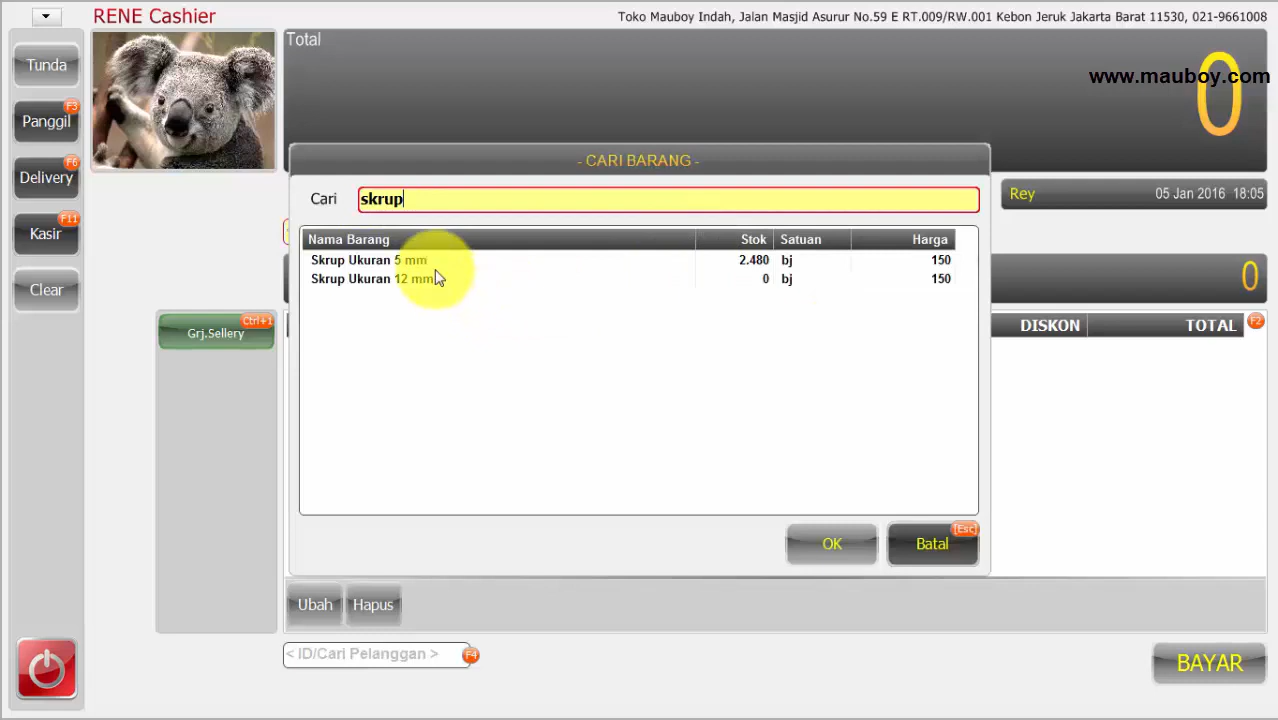 RENE Cashier
Toko Mauboy Indah, Jalan Masjid Asurur No.59 E RT.009/RW.001 Kebon Jeruk Jakarta Barat 11530, 021-9661008
Tunda
F3
Panggil
F6
Delivery
F11
Kasir
Clear
Total
www.mauboy.com
0
- CARI BARANG -
Cari skrup
Rey 05 Jan 2016 18:05
Nama Barang Stok Satuan Harga
Skrup Ukuran 5 mm 2.480 bj 150
Skrup Ukuran 12 mm 0 bj 150
0
Ctrl+1
Grj.Sellery
DISKON TOTAL F2
OK
[Esc]
Batal
Ubah Hapus
< ID/Cari Pelanggan > F4
BAYAR